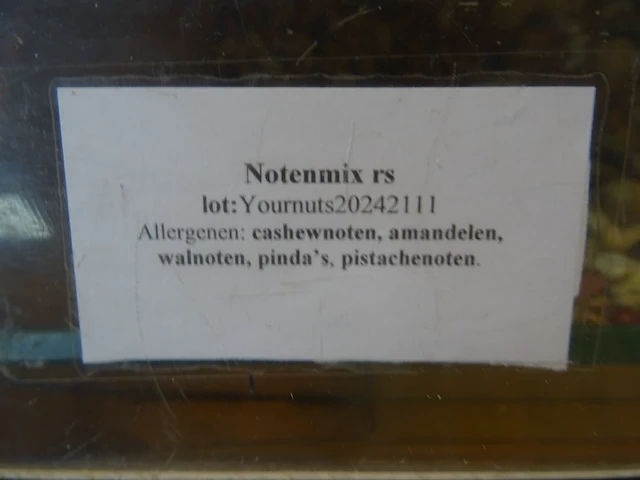 Notenmix rs
lot:Yournuts20242111
Allergenen: cashewnoten, amandelen,
walnoten, pinda's, pistachenoten.